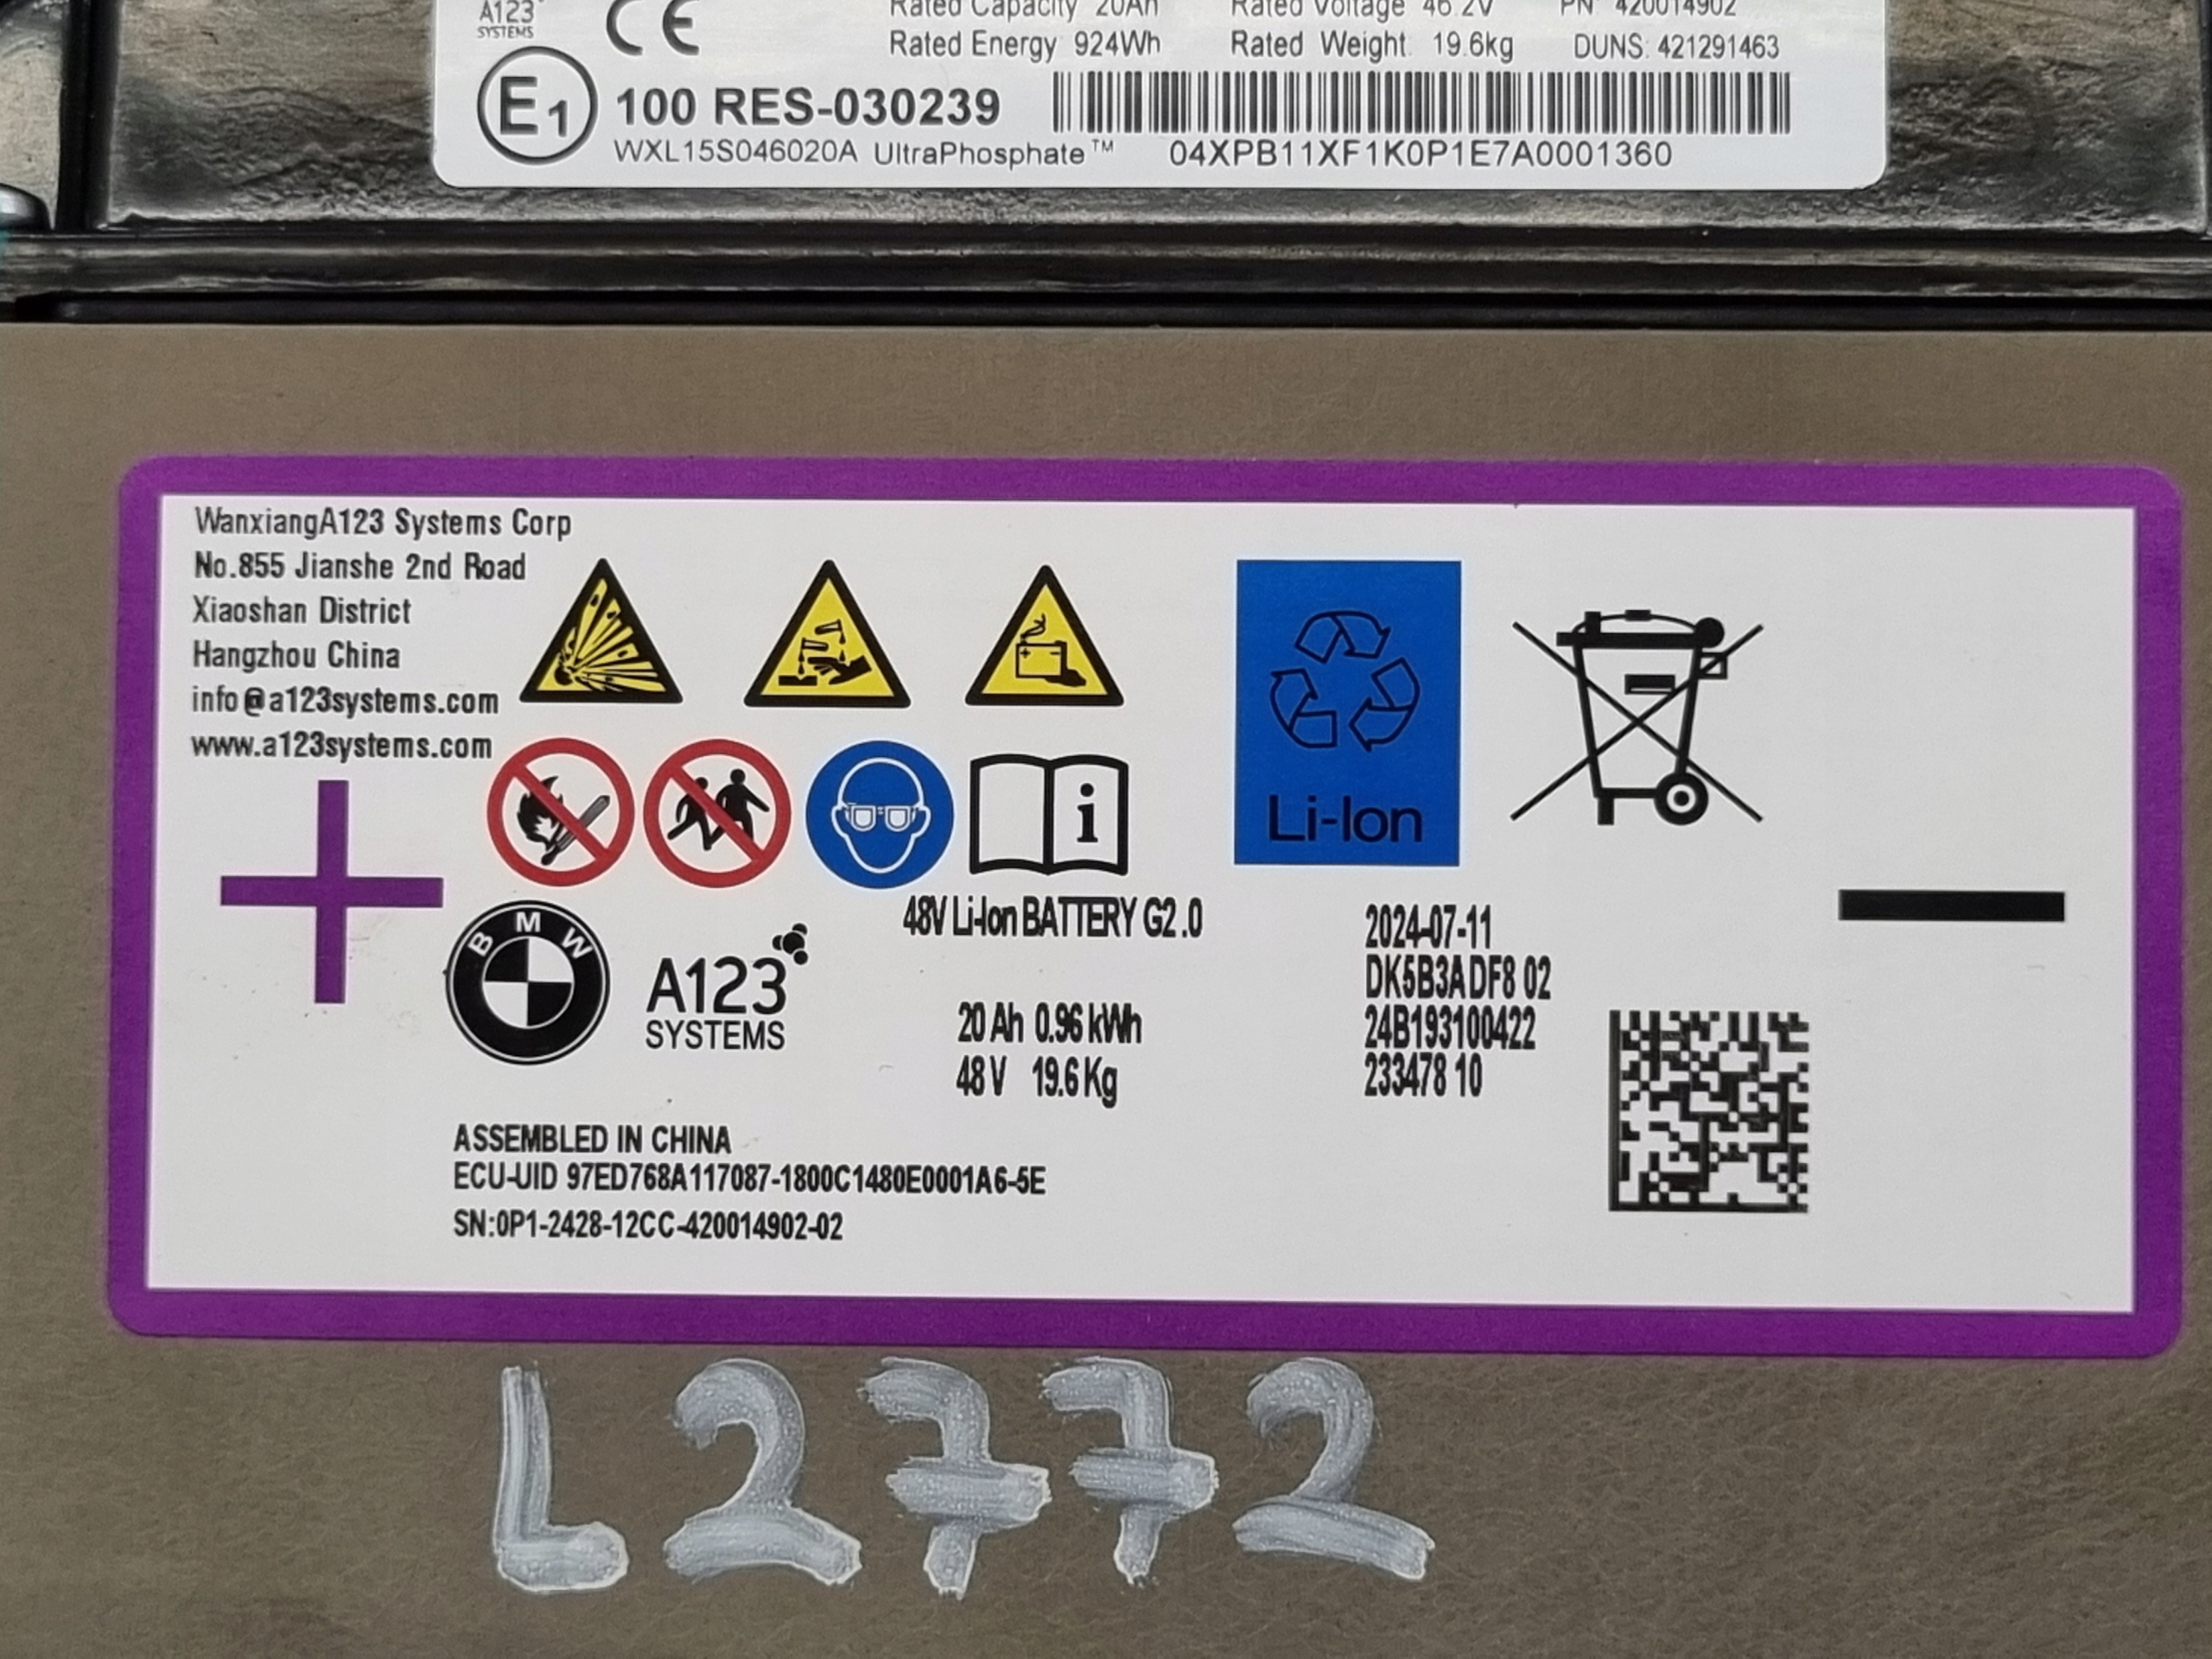 A123
SYSTEMS
CE
Rated Capacity 20Ah Rated Voltage 46.2V PN: 420014902
Rated Energy 924Wh Rated Weight: 19.6kg DUNS: 421291463
E1 100 RES-030239
WXL15S046020A UltraPhosphate™ 04XPB11XF1K0P1E7A0001360
WanxiangA123 Systems Corp
No.855 Jianshe 2nd Road
Xiaoshan District
Hangzhou China
info@a123systems.com
www.a123systems.com
i
Li-Ion
+
-
BMW
A123
SYSTEMS
48V Li-Ion BATTERY G2.0
20 Ah 0.96 kWh
48 V 19.6 Kg
2024-07-11
DK5B3ADF8 02
24B193100422
233478 10
ASSEMBLED IN CHINA
ECU-UID 97ED768A117087-1800C1480E0001A6-5E
SN:0P1-2428-12CC-420014902-02
L2772